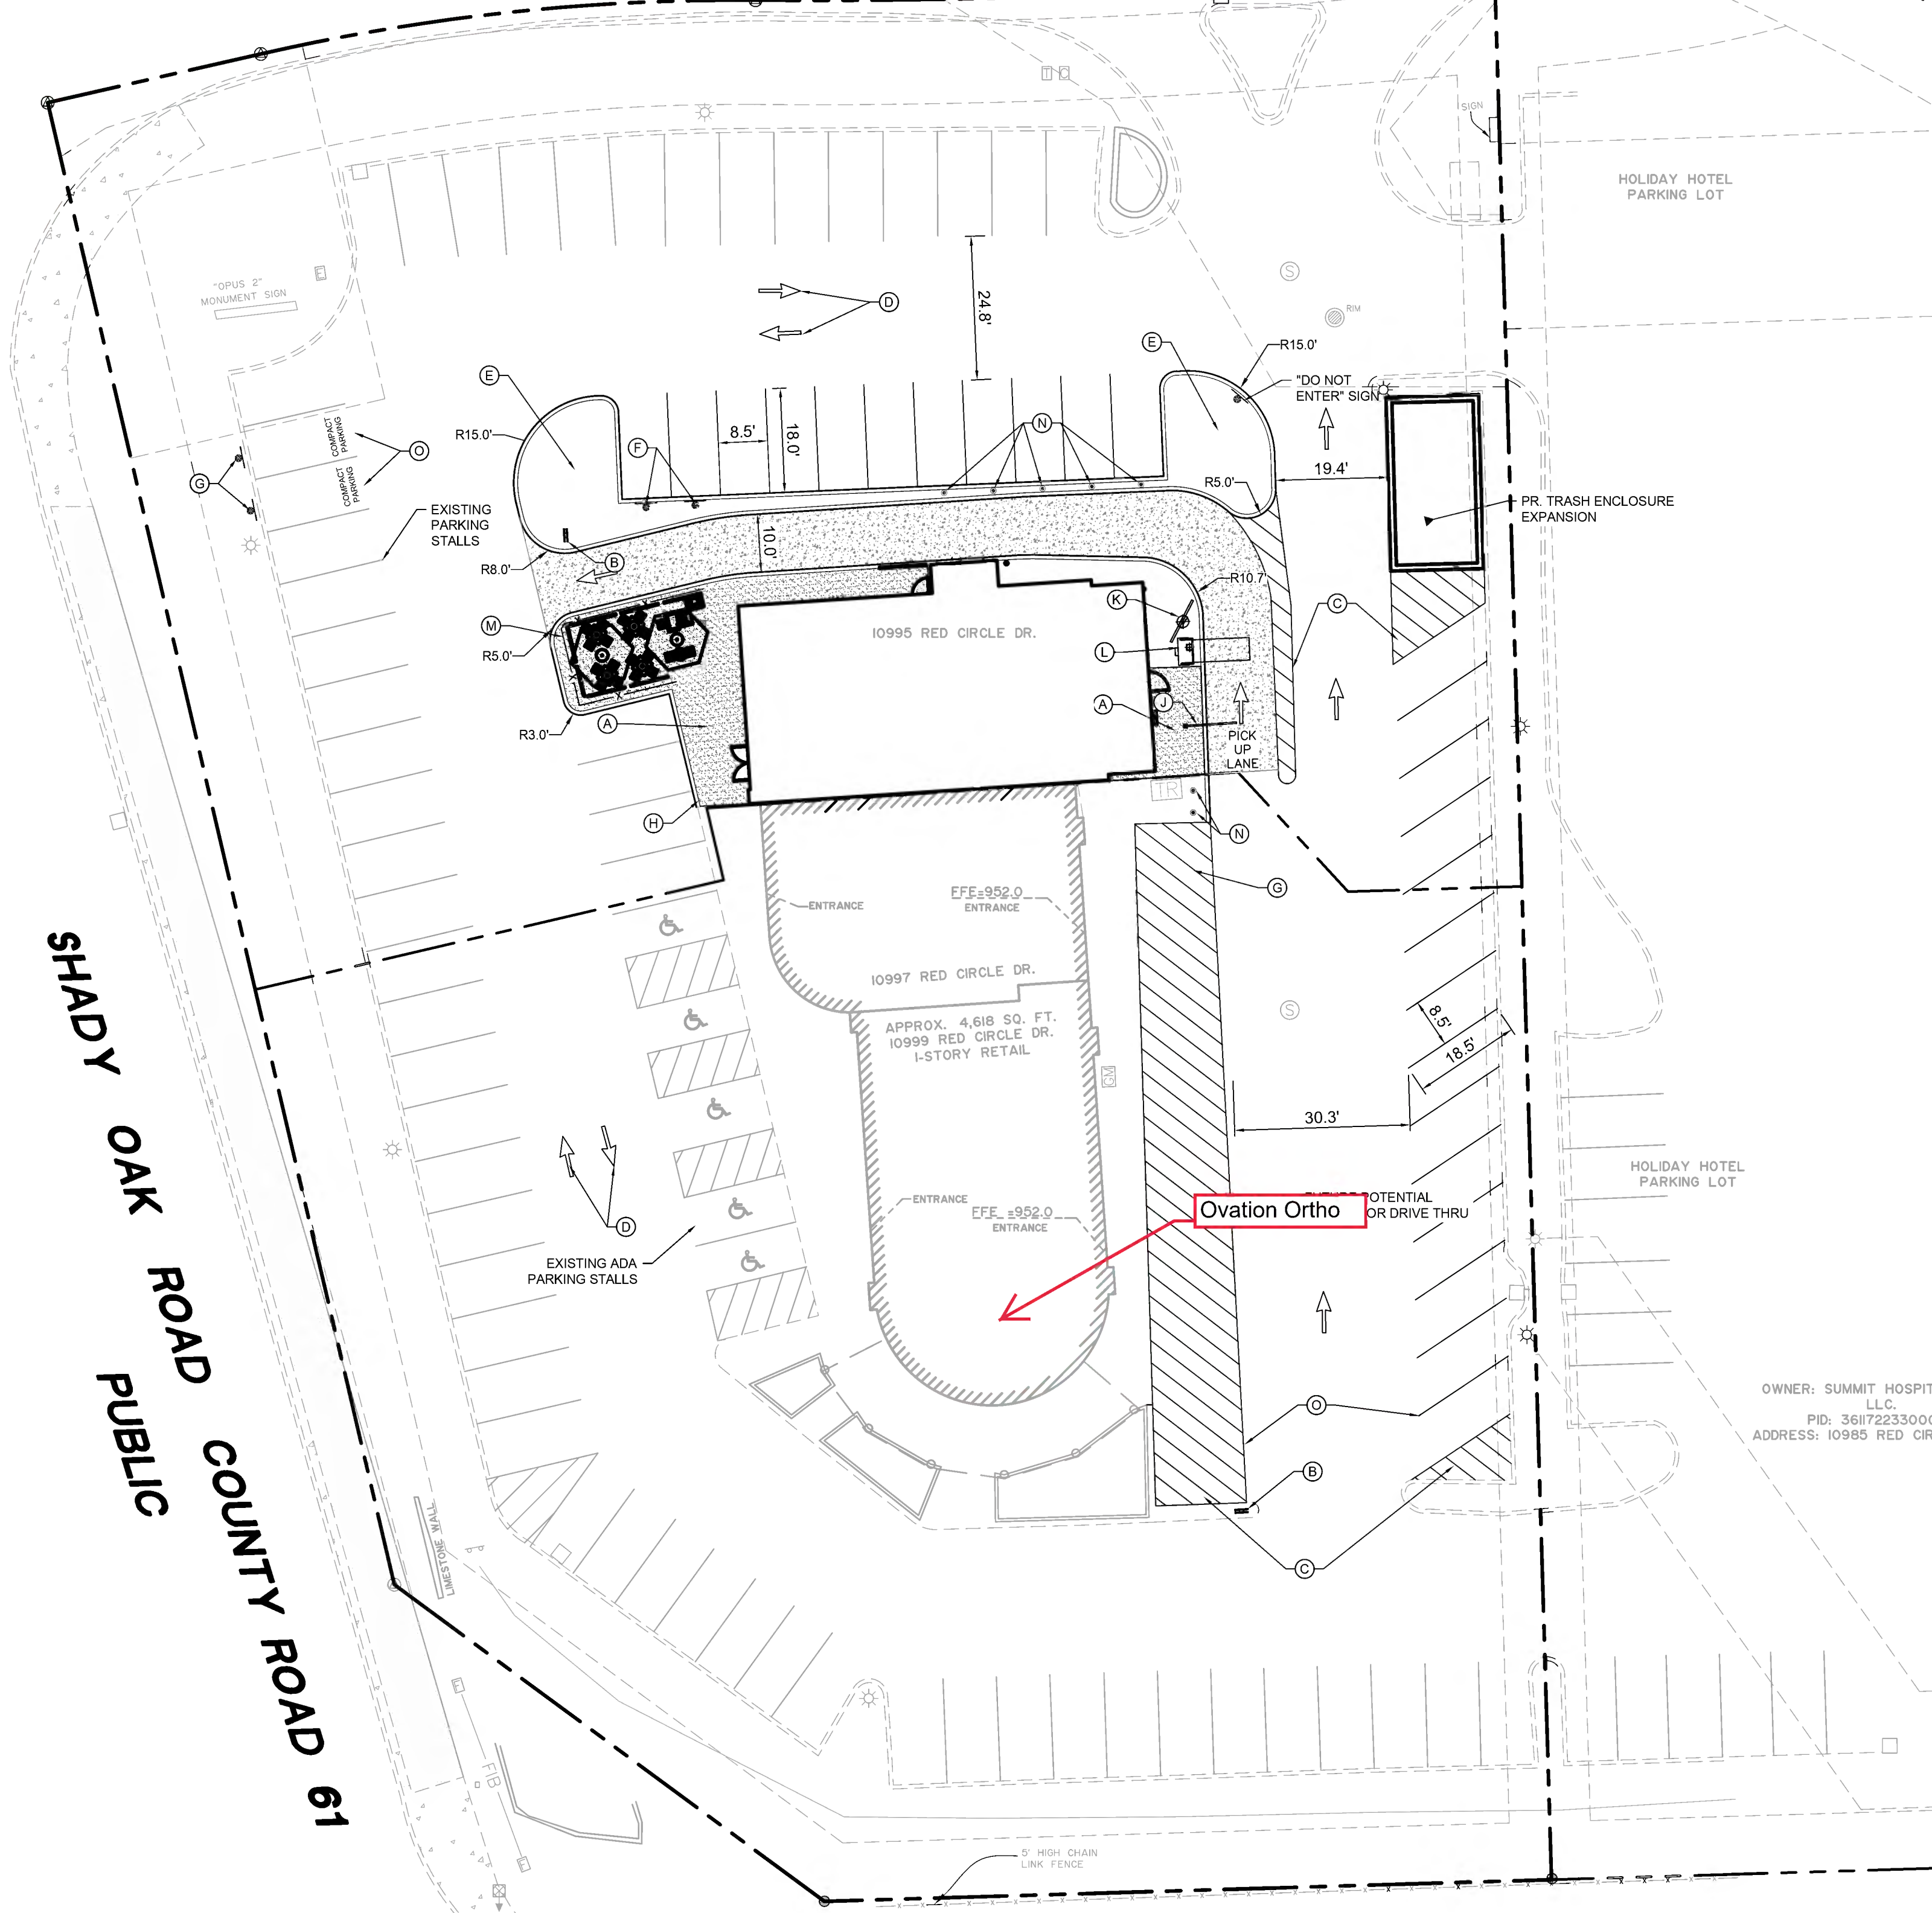 T C
SIGN
HOLIDAY HOTEL
PARKING LOT
"OPUS 2"
MONUMENT SIGN
E
D
24.8'
S
RIM
E
E
R15.0'
"DO NOT
ENTER" SIGN
R15.0'
COMPACT
PARKING
COMPACT
PARKING
O
G
F
8.5'
18.0'
N
19.4'
R5.0'
EXISTING
PARKING
STALLS
PR. TRASH ENCLOSURE
EXPANSION
10.0'
R8.0'
B
R10.7'
K
C
M
10995 RED CIRCLE DR.
R5.0'
L
A
J
A
R3.0'
PICK
UP
LANE
TR
H
N
G
FFE=952.0
ENTRANCE
ENTRANCE
10997 RED CIRCLE DR.
APPROX. 4,618 SQ. FT.
10999 RED CIRCLE DR.
1-STORY RETAIL
S
8.5'
18.5'
GM
30.3'
HOLIDAY HOTEL
PARKING LOT
ENTRANCE
FFE =952.0
ENTRANCE
Ovation Ortho
POTENTIAL
OR DRIVE THRU
D
EXISTING ADA
PARKING STALLS
SHADY OAK ROAD COUNTY ROAD 61
PUBLIC
OWNER: SUMMIT HOSPIT
LLC.
PID: 361172233000
ADDRESS: 10985 RED CIR
O
B
C
LIMESTONE WALL
E
FIB
E
5' HIGH CHAIN
LINK FENCE